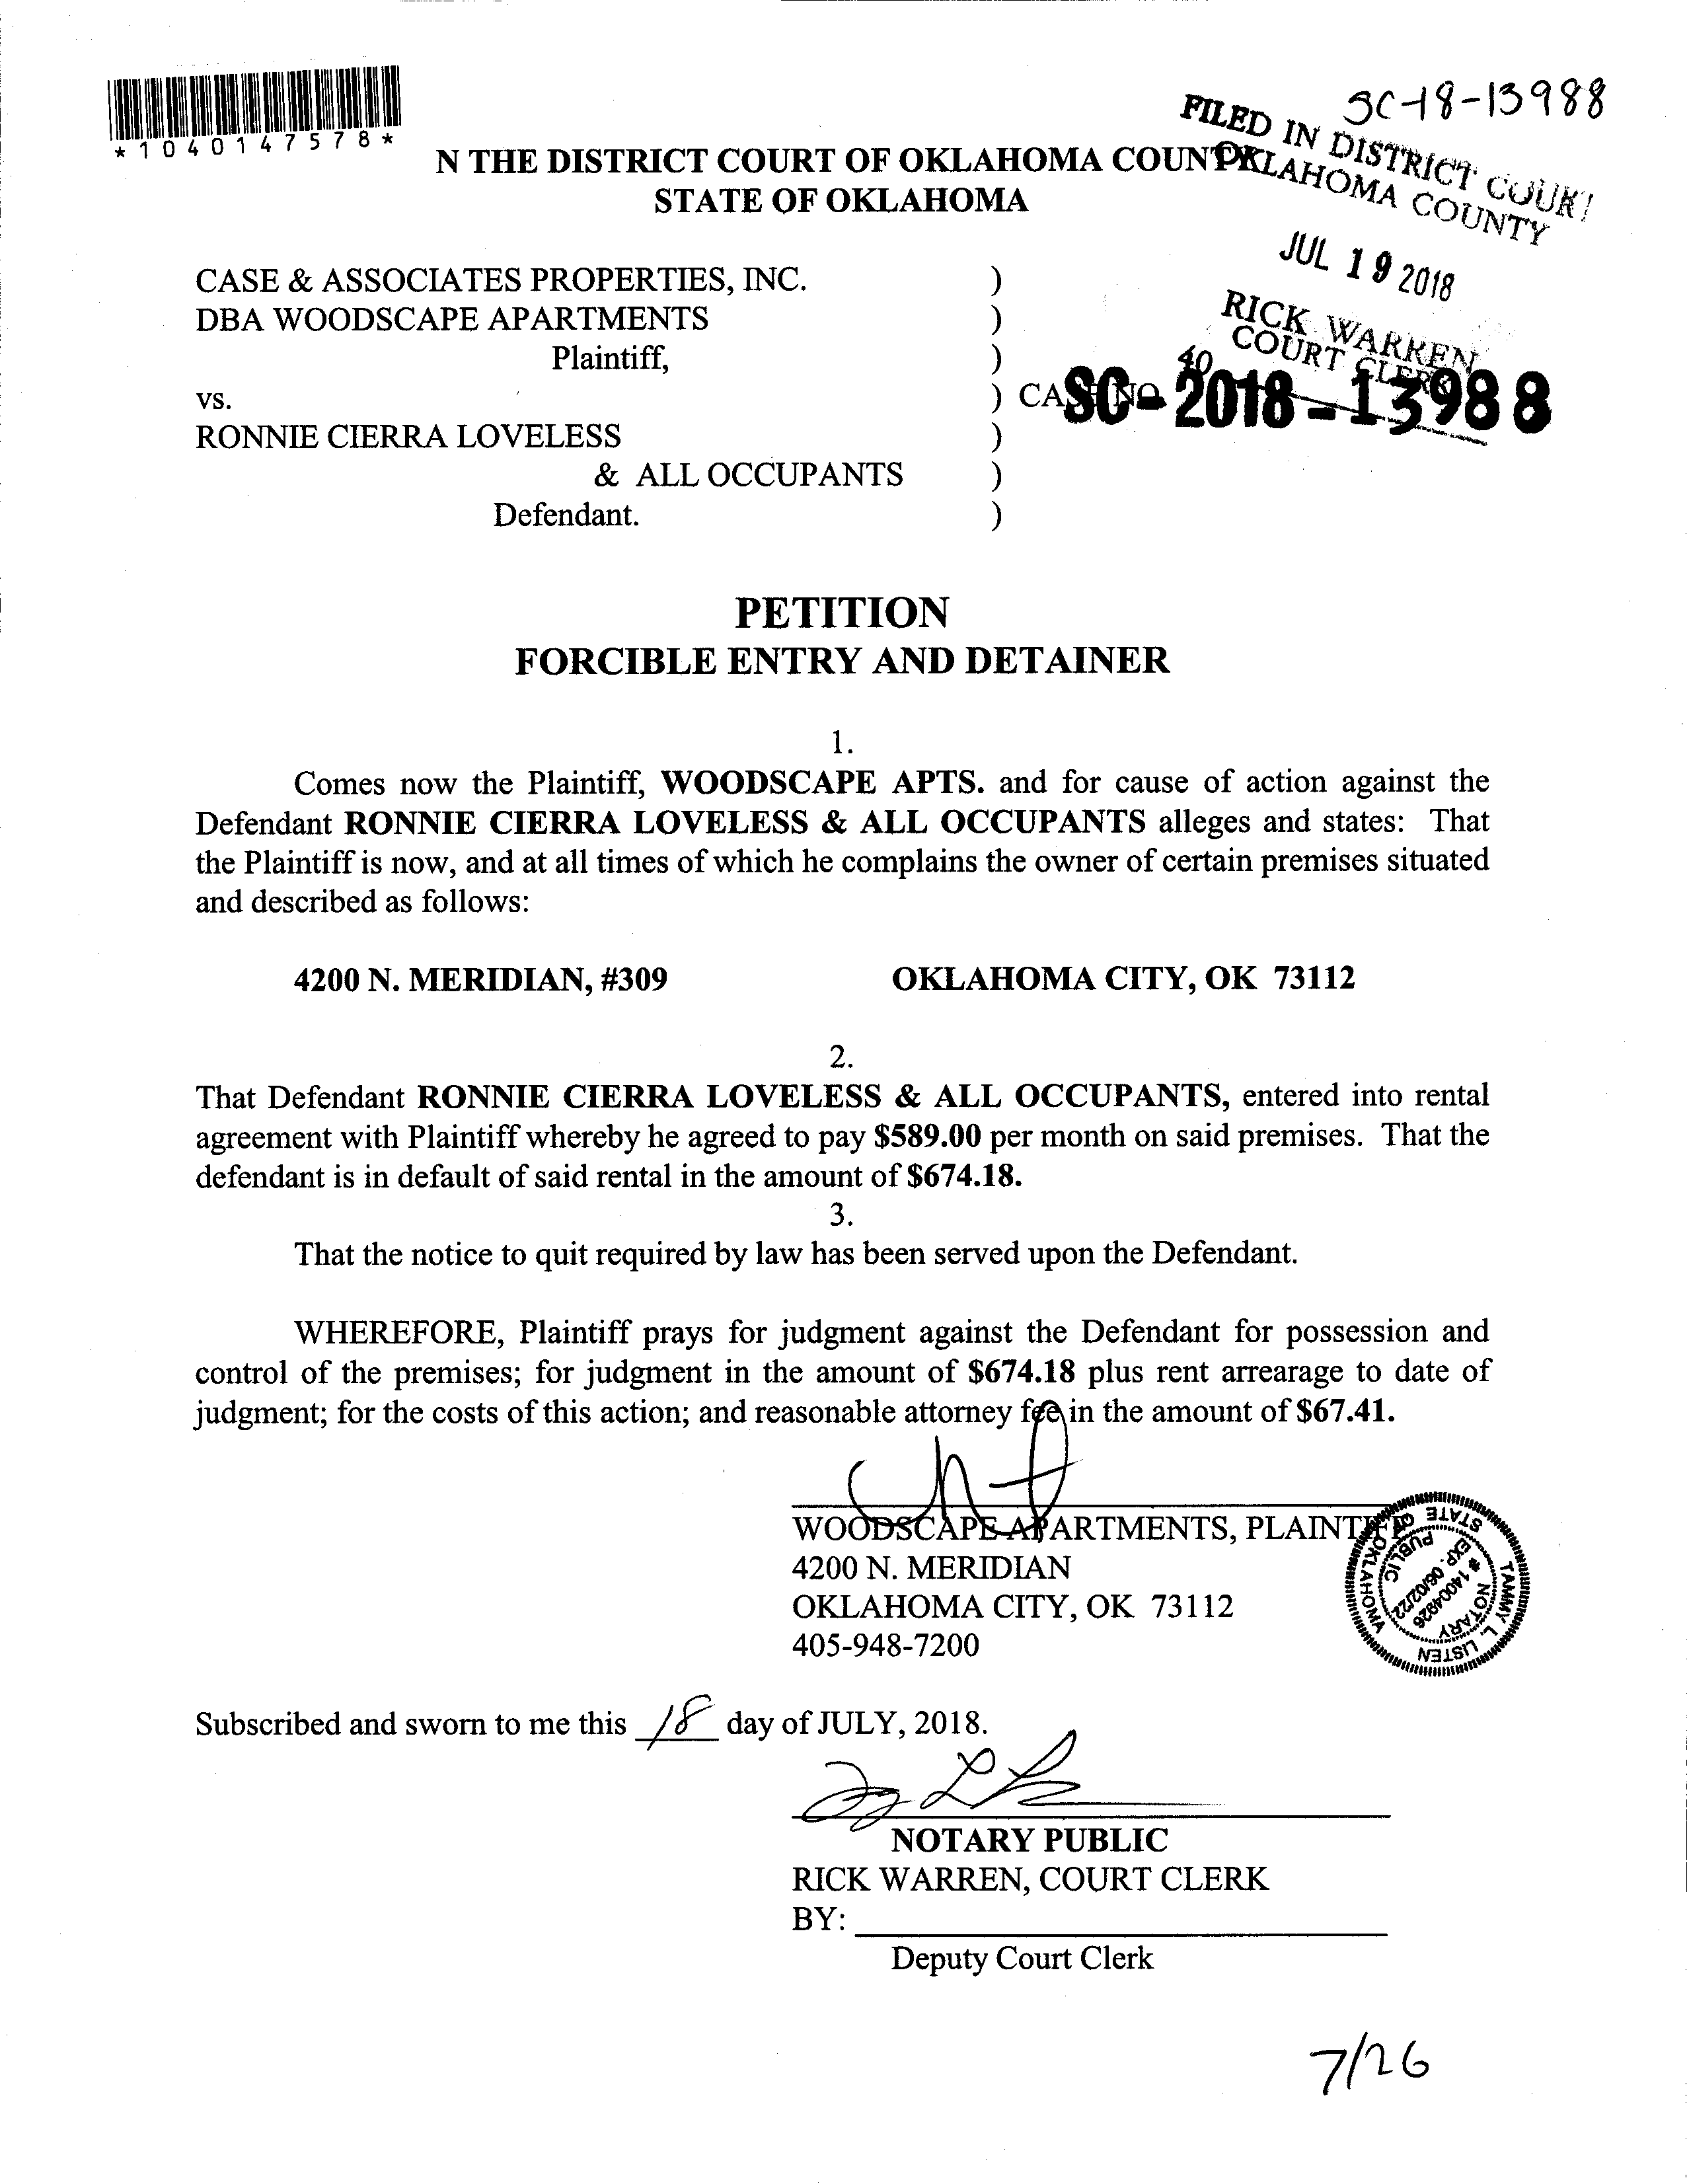 SC-18-13988
*1040147578*
FILED IN DISTRICT COURT
OKLAHOMA COUNTY
N THE DISTRICT COURT OF OKLAHOMA COUNTY
STATE OF OKLAHOMA
JUL 19 2018
RICK WARREN
COURT CLERK
40
CASE & ASSOCIATES PROPERTIES, INC. )
DBA WOODSCAPE APARTMENTS )
Plaintiff, )
vs. ) CASE NO. SC-2018-13988
RONNIE CIERRA LOVELESS )
& ALL OCCUPANTS )
Defendant. )
PETITION
FORCIBLE ENTRY AND DETAINER
1.
Comes now the Plaintiff, WOODSCAPE APTS. and for cause of action against the
Defendant RONNIE CIERRA LOVELESS & ALL OCCUPANTS alleges and states: That
the Plaintiff is now, and at all times of which he complains the owner of certain premises situated
and described as follows:
4200 N. MERIDIAN, #309 OKLAHOMA CITY, OK 73112
2.
That Defendant RONNIE CIERRA LOVELESS & ALL OCCUPANTS, entered into rental
agreement with Plaintiff whereby he agreed to pay $589.00 per month on said premises. That the
defendant is in default of said rental in the amount of $674.18.
3.
That the notice to quit required by law has been served upon the Defendant.
WHEREFORE, Plaintiff prays for judgment against the Defendant for possession and
control of the premises; for judgment in the amount of $674.18 plus rent arrearage to date of
judgment; for the costs of this action; and reasonable attorney fee in the amount of $67.41.
WOODSCAPE APARTMENTS, PLAINTIFF
4200 N. MERIDIAN
OKLAHOMA CITY, OK 73112
405-948-7200
TAMMY L. LISTEN
STATE OF OKLAHOMA
NOTARY PUBLIC
# 14004926
EXP. 06/02/22
Subscribed and sworn to me this 18 day of JULY, 2018.
NOTARY PUBLIC
RICK WARREN, COURT CLERK
BY:
Deputy Court Clerk
7/26